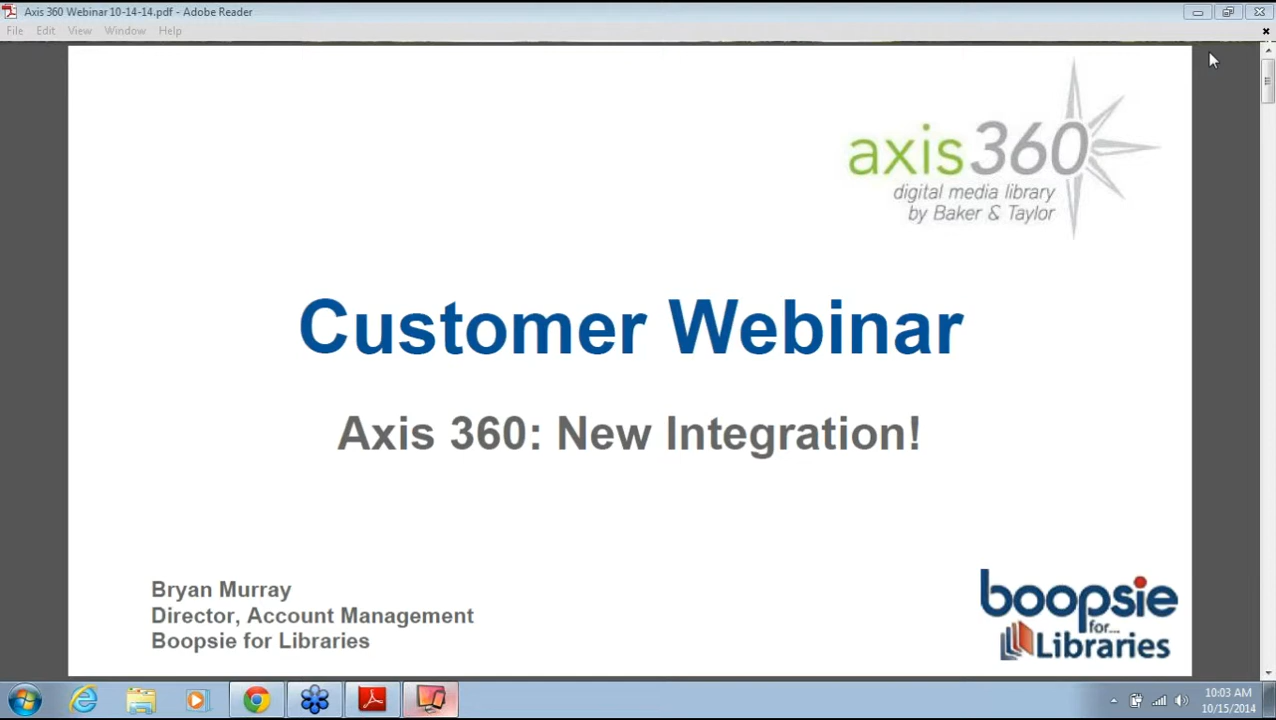 Axis 360 Webinar 10-14-14.pdf - Adobe Reader
File Edit View Window Help
axis 360
digital media library
by Baker & Taylor
Customer Webinar
Axis 360: New Integration!
Bryan Murray
Director, Account Management
Boopsie for Libraries
boopsie
for...
Libraries
10:03 AM
10/15/2014